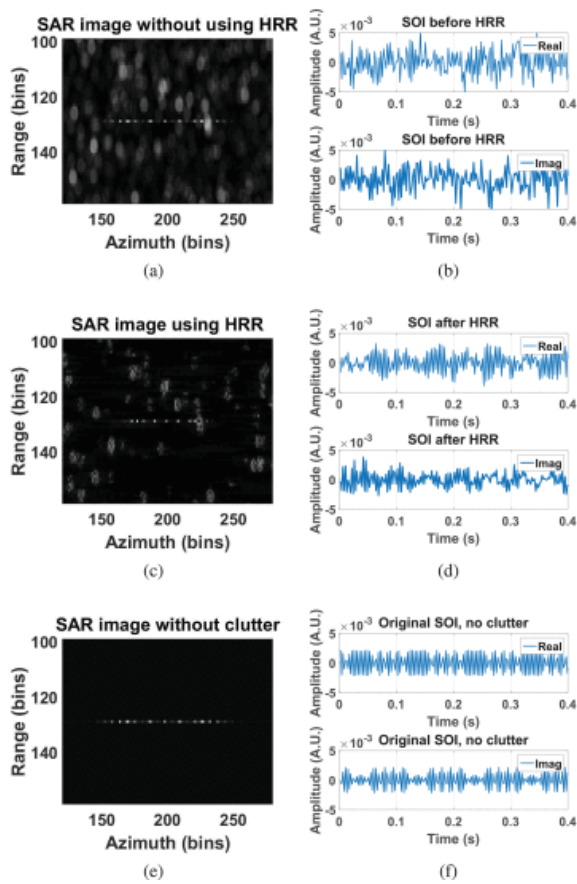 SAR image without using HRR
100
120
140
Range (bins)
150 200 250
Azimuth (bins)
(a)
SOI before HRR
×10⁻³
5
0
-5
Amplitude (A.U.)
Real
0 0.1 0.2 0.3 0.4
Time (s)
SOI before HRR
×10⁻³
5
0
-5
Amplitude (A.U.)
Imag
0 0.1 0.2 0.3 0.4
Time (s)
(b)
SAR image using HRR
100
120
140
Range (bins)
150 200 250
Azimuth (bins)
(c)
SOI after HRR
×10⁻³
5
0
-5
Amplitude (A.U.)
Real
0 0.1 0.2 0.3 0.4
Time (s)
SOI after HRR
×10⁻³
5
0
-5
Amplitude (A.U.)
Imag
0 0.1 0.2 0.3 0.4
Time (s)
(d)
SAR image without clutter
100
120
140
Range (bins)
150 200 250
Azimuth (bins)
(e)
Original SOI, no clutter
×10⁻³
5
0
-5
Amplitude (A.U.)
Real
0 0.1 0.2 0.3 0.4
Time (s)
Original SOI, no clutter
×10⁻³
5
0
-5
Amplitude (A.U.)
Imag
0 0.1 0.2 0.3 0.4
Time (s)
(f)